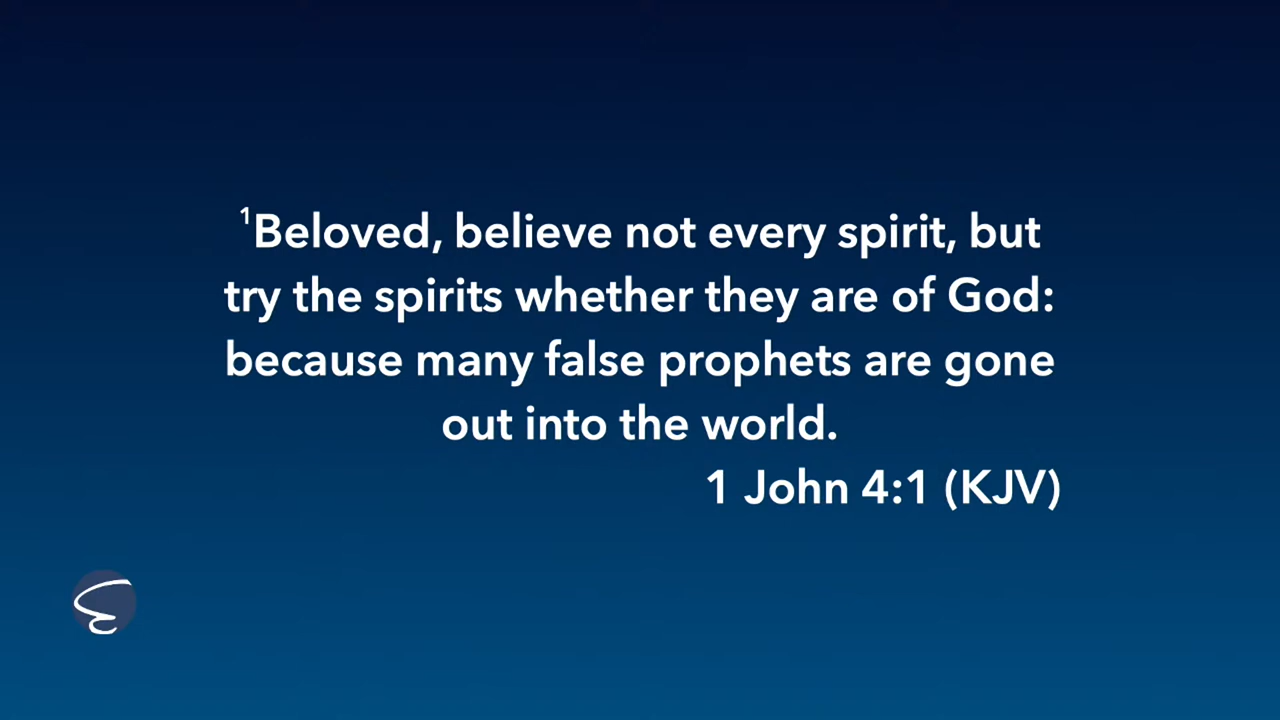 ¹Beloved, believe not every spirit, but
try the spirits whether they are of God:
because many false prophets are gone
out into the world.
1 John 4:1 (KJV)